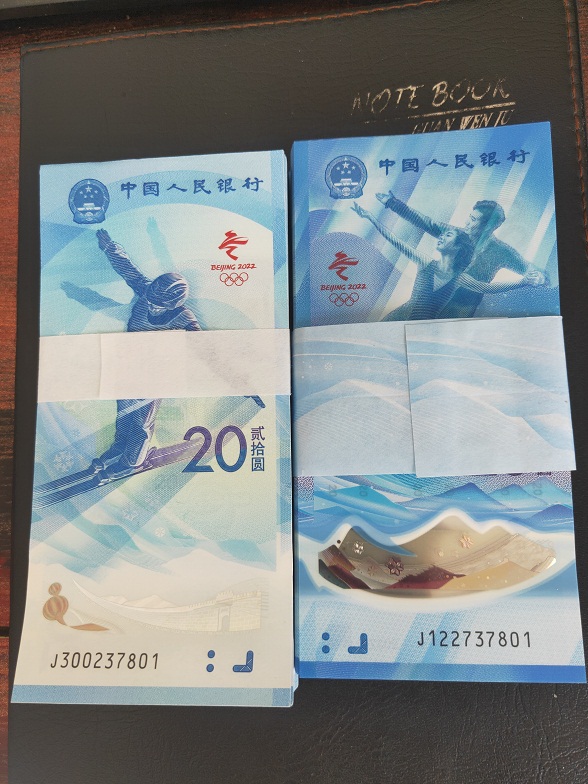 NOTE BOOK
中国人民银行
BEIJING 2022
20
贰拾圆
J300237801
中国人民银行
BEIJING 2022
J122737801